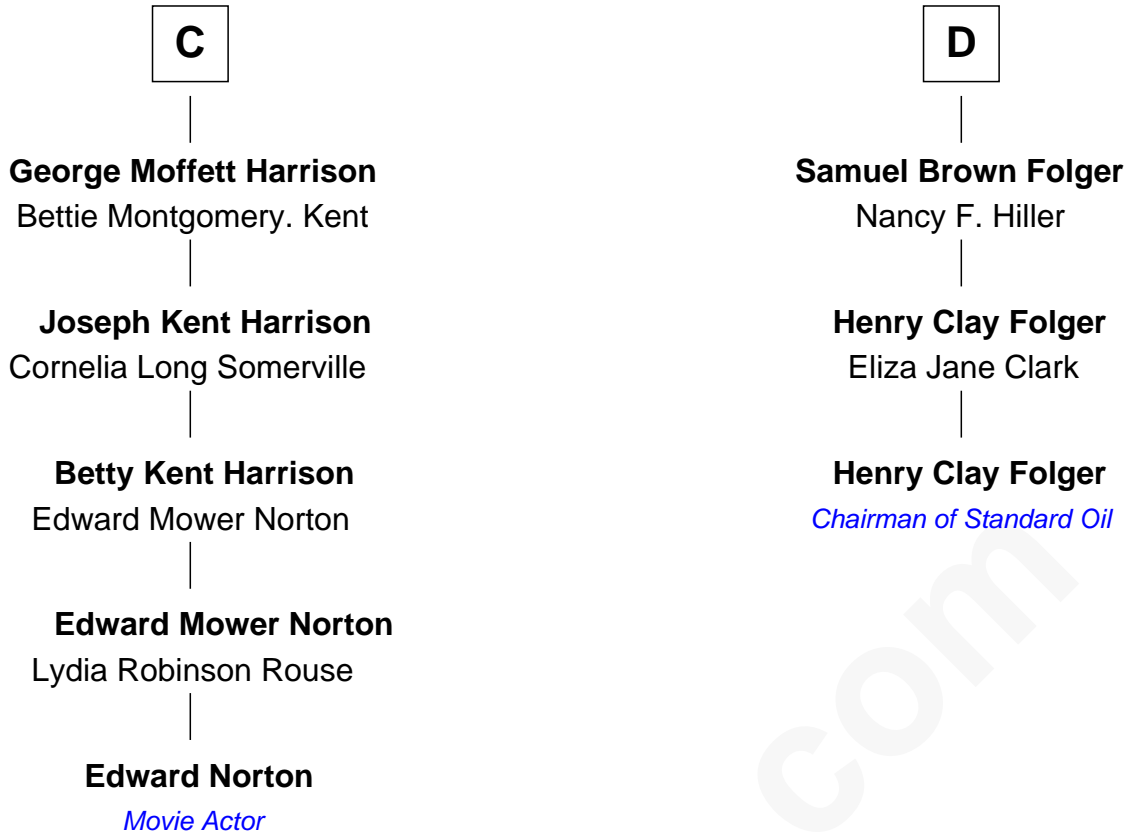 C
George Moffett Harrison
Bettie Montgomery. Kent
Joseph Kent Harrison
Cornelia Long Somerville
Betty Kent Harrison
Edward Mower Norton
Edward Mower Norton
Lydia Robinson Rouse
Edward Norton
Movie Actor
D
Samuel Brown Folger
Nancy F. Hiller
Henry Clay Folger
Eliza Jane Clark
Henry Clay Folger
Chairman of Standard Oil
com